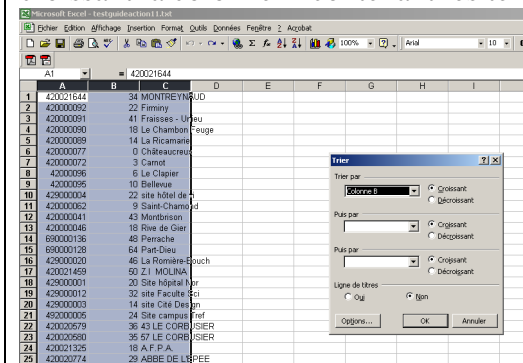 Microsoft Excel - testguideaction11.txt
Fichier Edition Affichage Insertion Format Outils Données Fenêtre ? Acrobat
100% Arial 10
A1 = 420021644
A B C D E F G H I
1 420021644 34 MONTREYNAUD
2 420000092 22 Firminy
3 420000091 41 Fraisses - Unieu
4 420000090 18 Le Chambon Feuge
5 420000089 14 La Ricamarie
6 420000077 0 Châteaucreux
7 420000072 3 Carnot
8 42000096 6 Le Clapier
9 420000095 10 Bellevue
10 429000004 22 site hôtel de
11 420000062 9 Saint-Chamond
12 420000041 43 Montbrison
13 420000046 18 Rive de Gier
14 690000136 48 Perrache
15 690000128 64 Part-Dieu
16 429000020 46 La Romière-Bouch
17 420021459 50 Z.I MOLINA
18 429000001 20 Site hôpital Nor
19 429000012 32 site Faculte Sci
20 429000003 14 site Cité Design
21 492000005 24 Site campus Tref
22 420020579 36 43 LE CORBUSIER
23 420020580 35 57 LE CORBUSIER
24 420021325 18 A.F.P.A.
25 420020774 29 ABBE DE L'EPEE
Trier
Trier par
Colonne B
Croissant
Décroissant
Puis par
Croissant
Décroissant
Puis par
Croissant
Décroissant
Ligne de titres
Oui Non
Options... OK Annuler